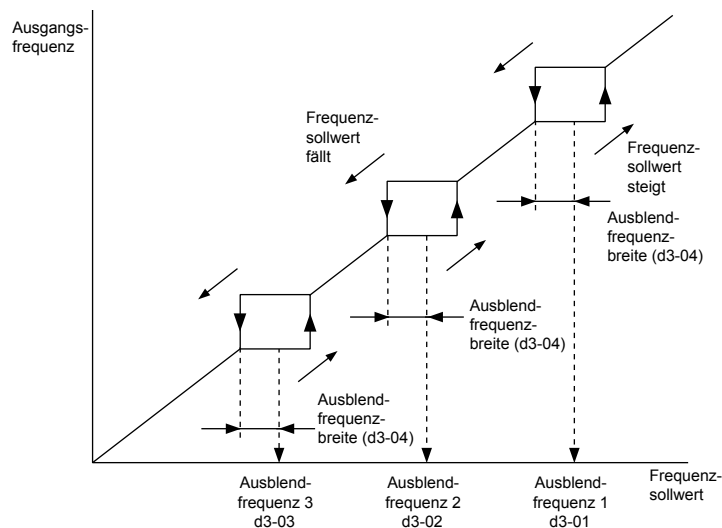 Ausgangs-
frequenz
Frequenz-
sollwert
fällt
Frequenz-
sollwert
steigt
Ausblend-
frequenz-
breite (d3-04)
Ausblend-
frequenz-
breite (d3-04)
Ausblend-
frequenz-
breite (d3-04)
Ausblend-
frequenz 3
d3-03
Ausblend-
frequenz 2
d3-02
Ausblend-
frequenz 1
d3-01
Frequenz-
sollwert